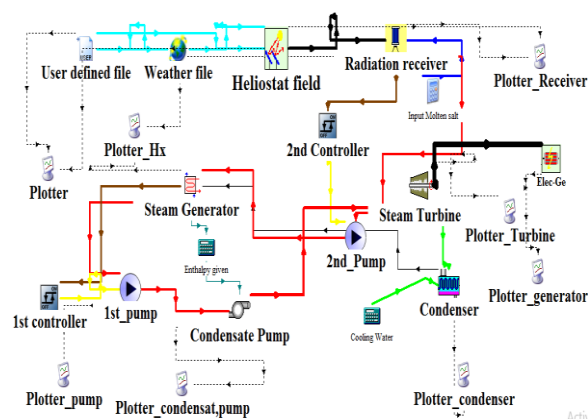 User defined file
Weather file
Heliostat field
Radiation receiver
Plotter_Receiver
Input Molten salt
Plotter_Hx
2nd Controller
Plotter
Elec-Ge
Steam Generator
Steam Turbine
Plotter_Turbine
Enthalpy given
2nd_Pump
Plotter_generator
1st controller
1st_pump
Condensate Pump
Condenser
Cooling Water
Plotter_pump
Plotter_condensat,pump
Plotter_condenser